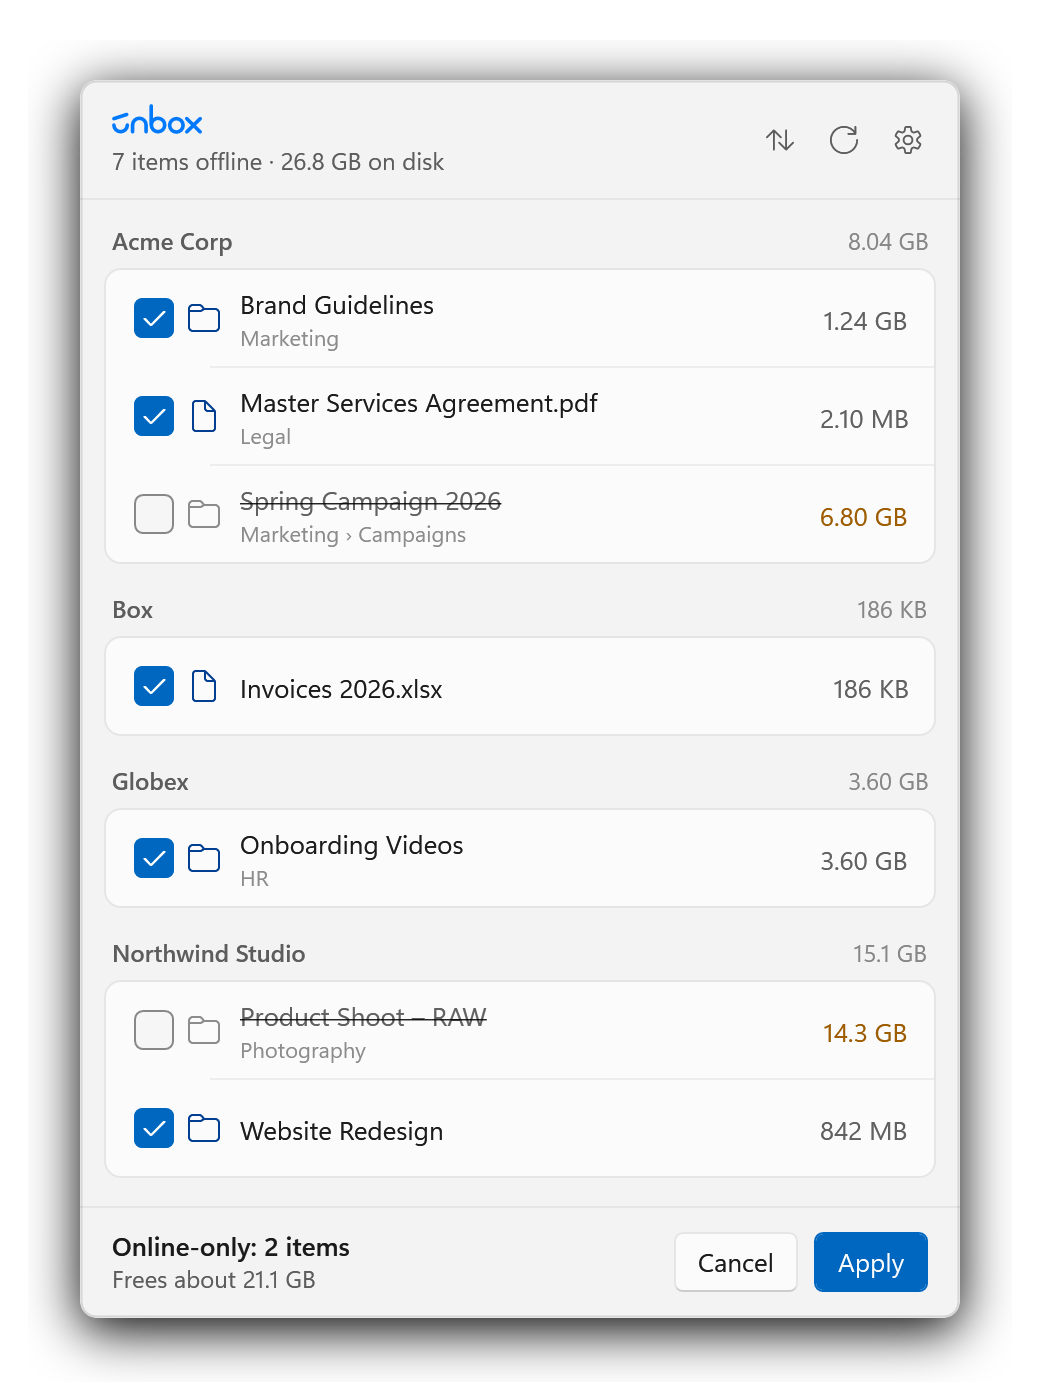 unbox
7 items offline · 26.8 GB on disk
Acme Corp 8.04 GB
Brand Guidelines
Marketing
1.24 GB
Master Services Agreement.pdf
Legal
2.10 MB
Spring Campaign 2026
Marketing › Campaigns
6.80 GB
Box 186 KB
Invoices 2026.xlsx 186 KB
Globex 3.60 GB
Onboarding Videos
HR
3.60 GB
Northwind Studio 15.1 GB
Product Shoot – RAW
Photography
14.3 GB
Website Redesign 842 MB
Online-only: 2 items
Frees about 21.1 GB
Cancel Apply